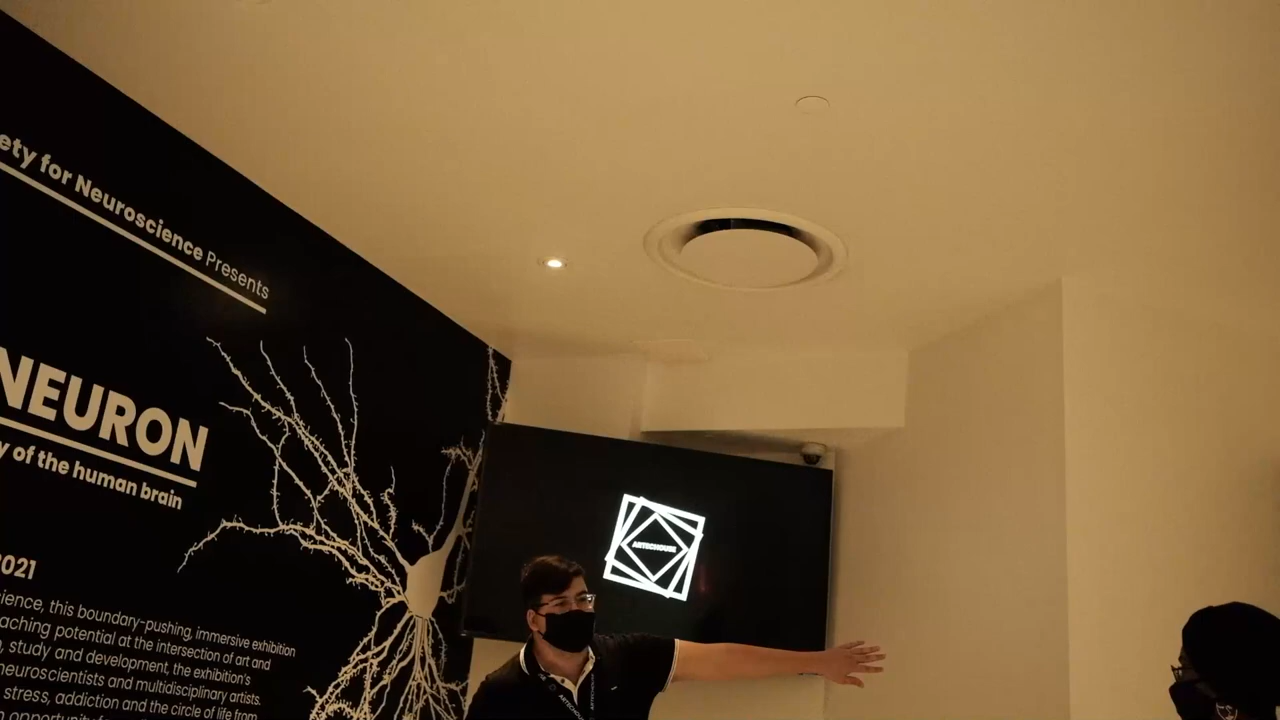 ety for Neuroscience Presents
NEURON
y of the human brain
2021
ience, this boundary-pushing, immersive exhibition
aching potential at the intersection of art and
, study and development, the exhibition's
neuroscientists and multidisciplinary artists.
stress, addiction and the circle of life from
opportunity
ARTECHOUSE
ARTECHOUSE